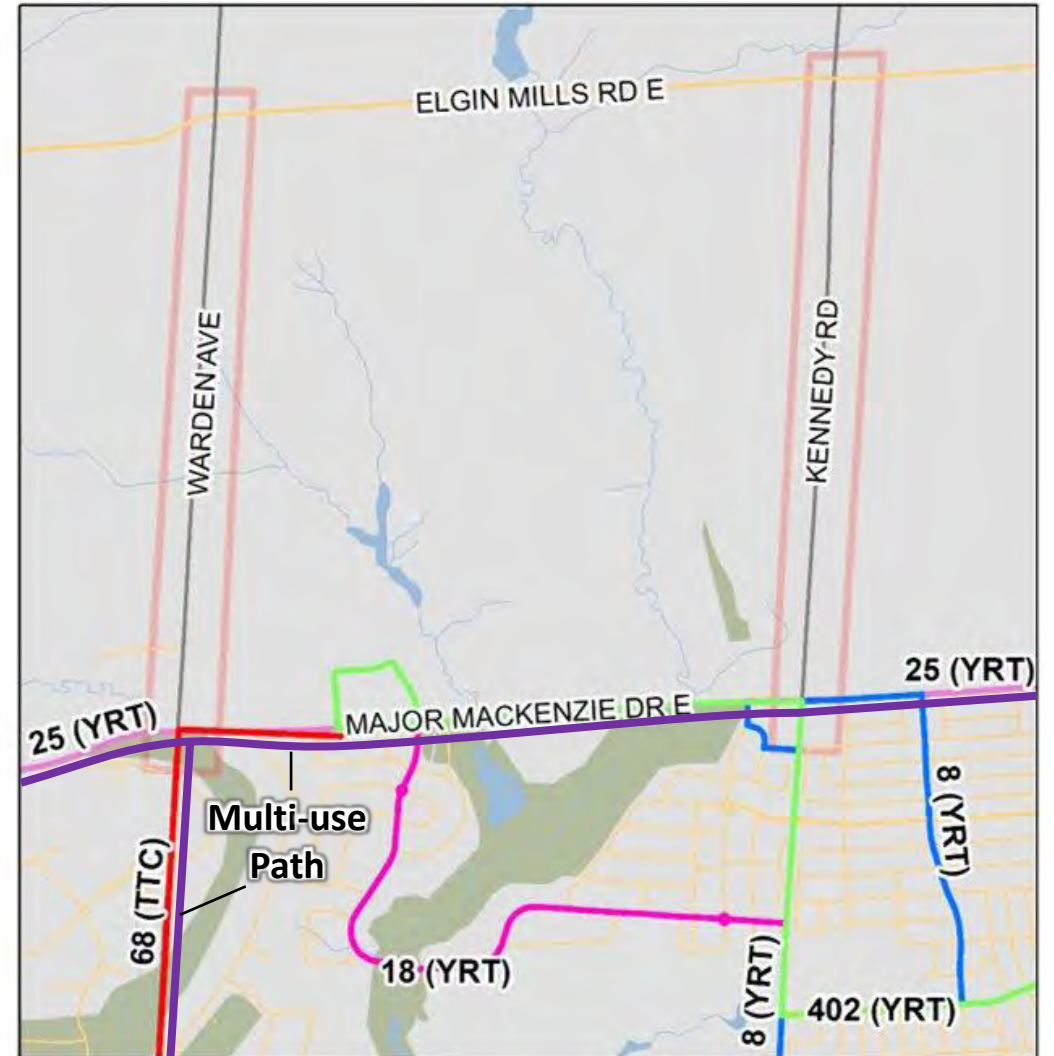 ELGIN MILLS RD E
WARDEN AVE
KENNEDY RD
25 (YRT)
25 (YRT)
MAJOR MACKENZIE DR E
Multi-use
Path
8 (YRT)
68 (TTC)
18 (YRT)
8 (YRT)
402 (YRT)